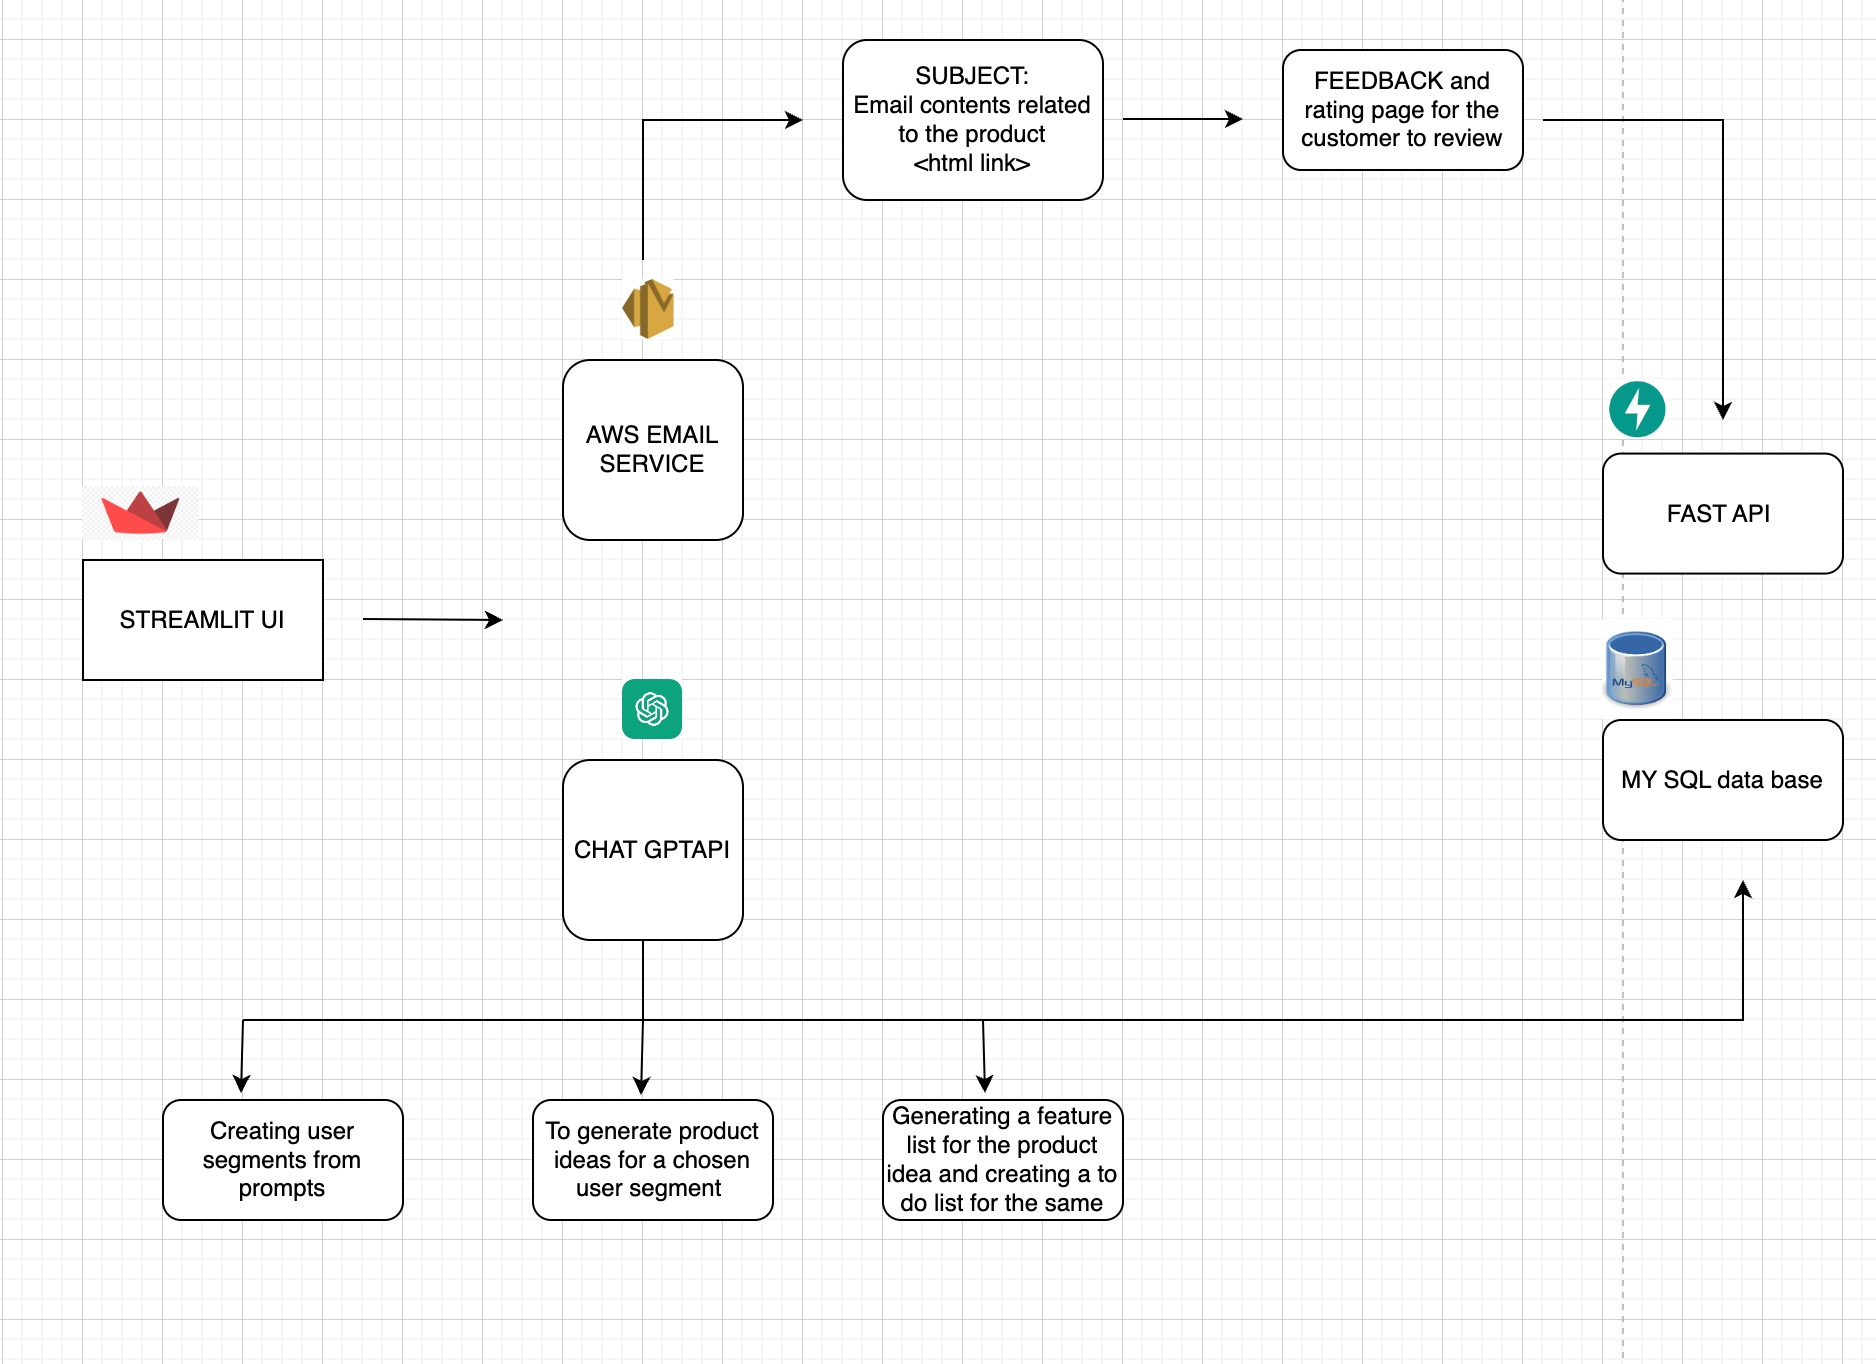 SUBJECT:
Email contents related
to the product
<html link>
FEEDBACK and
rating page for the
customer to review
AWS EMAIL
SERVICE
FAST API
STREAMLIT UI
MySQL
MY SQL data base
CHAT GPTAPI
Creating user
segments from
prompts
To generate product
ideas for a chosen
user segment
Generating a feature
list for the product
idea and creating a to
do list for the same